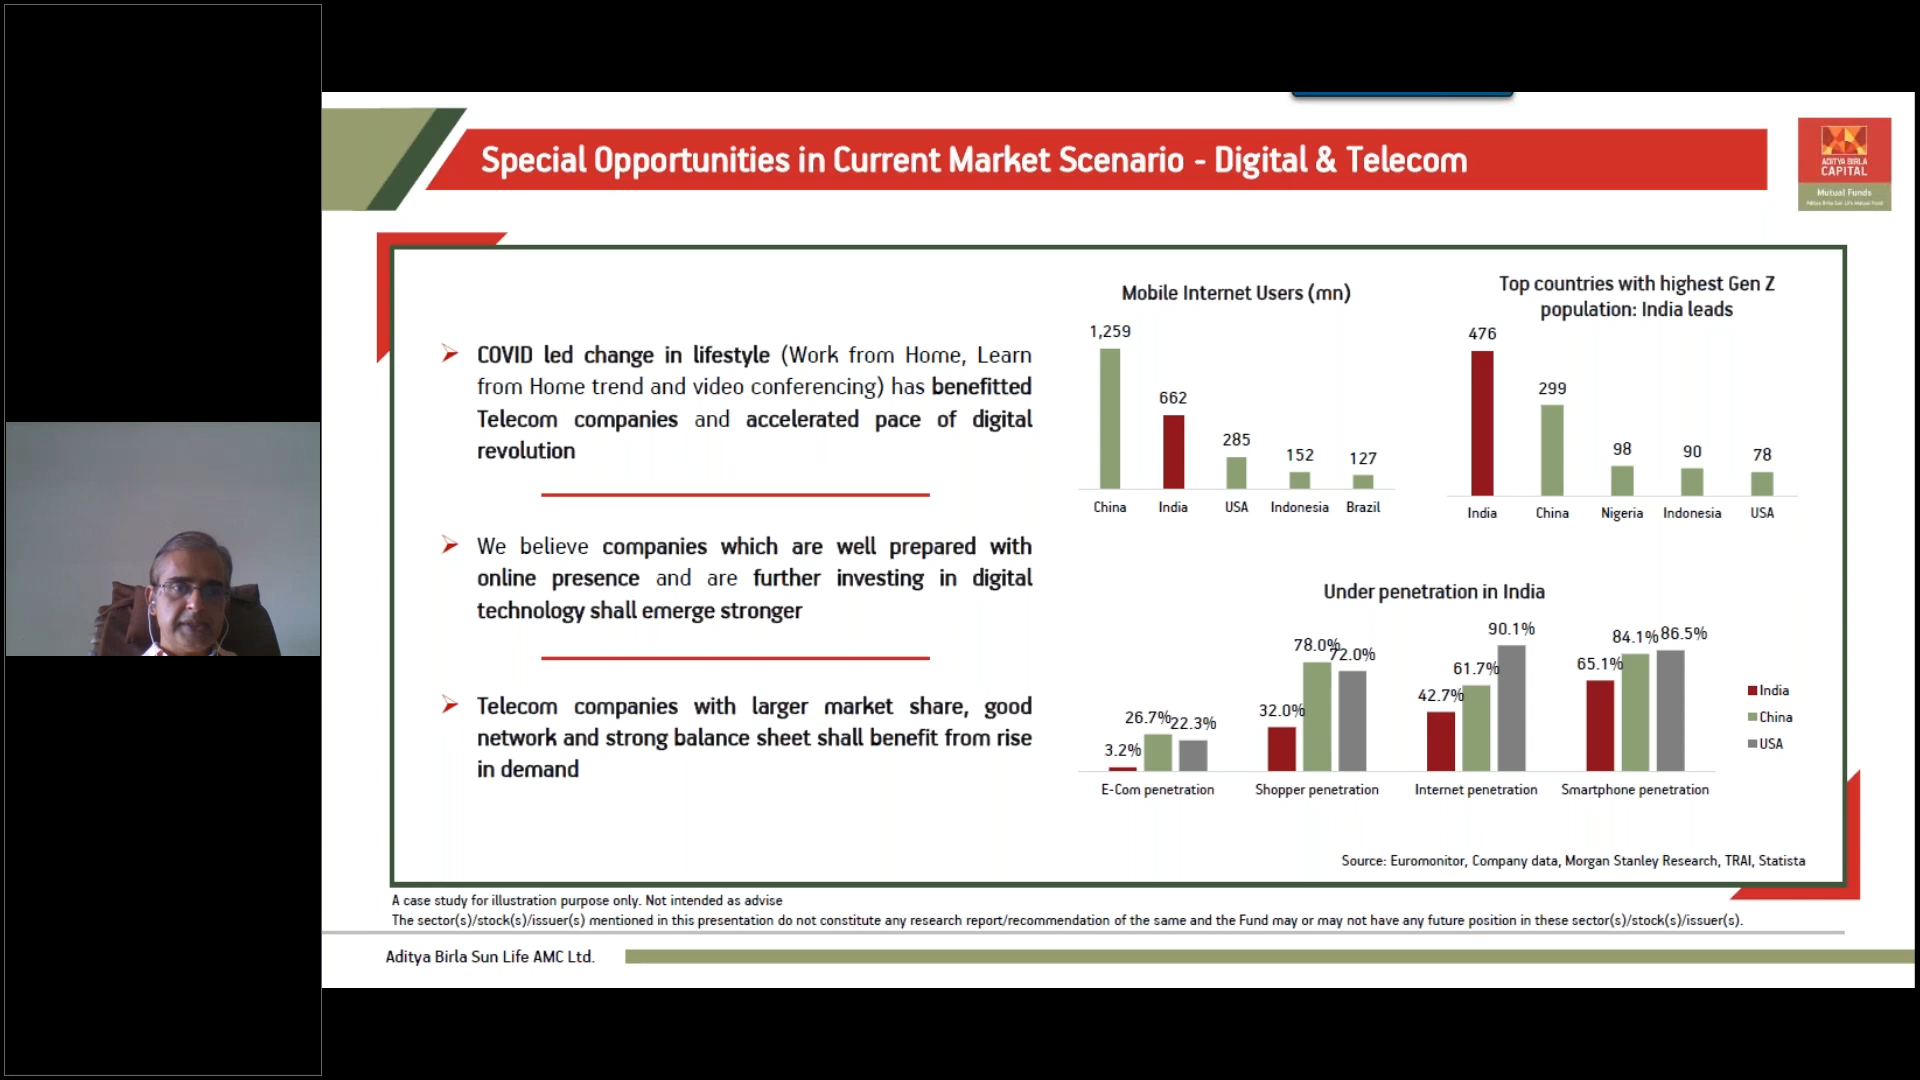 Special Opportunities in Current Market Scenario - Digital & Telecom
ADITYA BIRLA
CAPITAL
Mutual Funds
Aditya Birla Sun Life Mutual Fund
COVID led change in lifestyle (Work from Home, Learn
from Home trend and video conferencing) has benefitted
Telecom companies and accelerated pace of digital
revolution
We believe companies which are well prepared with
online presence and are further investing in digital
technology shall emerge stronger
Telecom companies with larger market share, good
network and strong balance sheet shall benefit from rise
in demand
Mobile Internet Users (mn)
1,259
662
285
152
127
China India USA Indonesia Brazil
Top countries with highest Gen Z
population: India leads
476
299
98
90
78
India China Nigeria Indonesia USA
Under penetration in India
3.2% 26.7% 22.3%
32.0% 78.0% 72.0%
42.7% 61.7% 90.1%
65.1% 84.1% 86.5%
E-Com penetration Shopper penetration Internet penetration Smartphone penetration
India
China
USA
Source: Euromonitor, Company data, Morgan Stanley Research, TRAI, Statista
A case study for illustration purpose only. Not intended as advise
The sector(s)/stock(s)/issuer(s) mentioned in this presentation do not constitute any research report/recommendation of the same and the Fund may or may not have any future position in these sector(s)/stock(s)/issuer(s).
Aditya Birla Sun Life AMC Ltd.